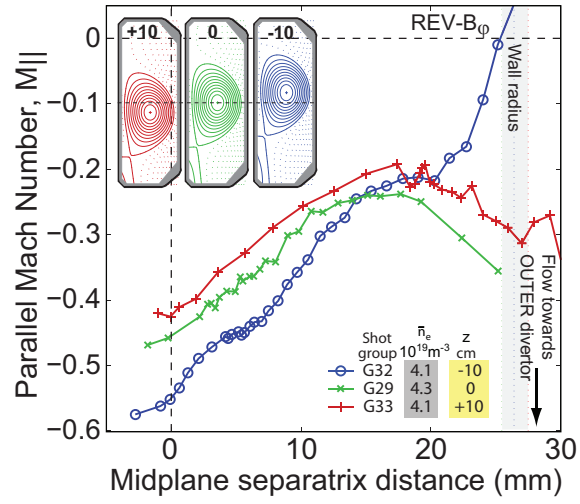 +10 0 -10
REV-Bφ
0
-0.1
-0.2
-0.3
-0.4
-0.5
-0.6
Parallel Mach Number, M||
Wall radius
Flow towards
OUTER divertor
Shot group n̄e 10¹⁹m⁻³ z cm
G32 4.1 -10
G29 4.3 0
G33 4.1 +10
0 5 10 15 20 25 30
Midplane separatrix distance (mm)